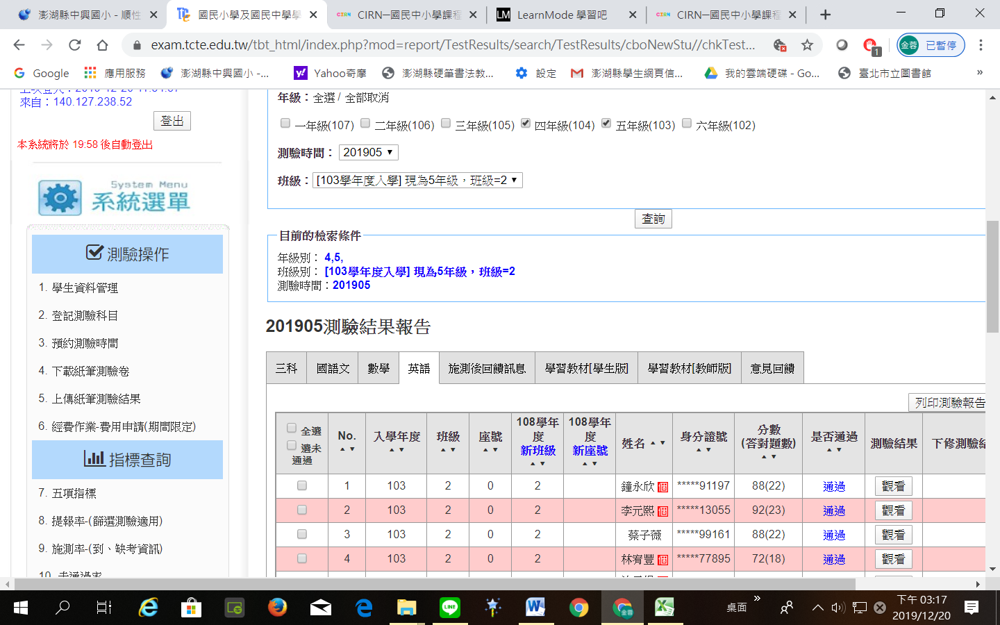 澎湖縣中興國小 - 順性
國民小學及國民中學學
CIRN─國民中小學課程
LearnMode 學習吧
CIRN─國民中小學課程
exam.tcte.edu.tw/tbt_html/index.php?mod=report/TestResults/search/TestResults/cboNewStu//chkTest...
金蓉 已暫停
Google
應用服務
澎湖縣中興國小 -...
Yahoo奇摩
澎湖縣硬筆書法教...
設定
澎湖縣學生網頁信...
我的雲端硬碟 - Go...
臺北市立圖書館
»
來自：140.127.238.52
登出
本系統將於 19:58 後自動登出
System Menu
系統選單
測驗操作
1. 學生資料管理
2. 登記測驗科目
3. 預約測驗時間
4. 下載紙筆測驗卷
5. 上傳紙筆測驗結果
6. 經費作業-費用申請(期間限定)
指標查詢
7. 五項指標
8. 提報率-(篩選測驗適用)
9. 施測率-(到、缺考資訊)
年級：全選 / 全部取消
一年級(107) 二年級(106) 三年級(105) 四年級(104) 五年級(103) 六年級(102)
測驗時間： 201905
班級：[103學年度入學] 現為5年級，班級=2
查詢
目前的檢索條件
年級別： 4,5,
班級別： [103學年度入學] 現為5年級，班級=2
測驗時間：201905
201905測驗結果報告
三科 國語文 數學 英語 施測後回饋訊息 學習教材[學生版] 學習教材[教師版] 意見回饋
列印測驗報告
全選 選未通過 No. 入學年度 班級 座號 108學年度 新班級 108學年度 新座號 姓名 身分證號 分數(答對題數) 是否通過 測驗結果 下修測驗結
1 103 2 0 2 鐘永欣 個 *****91197 88(22) 通過 觀看
2 103 2 0 2 李元熙 個 *****13055 92(23) 通過 觀看
3 103 2 0 2 蔡子薇 *****99161 88(22) 通過 觀看
4 103 2 0 2 林宥豐 個 *****77895 72(18) 通過 觀看
桌面
下午 03:17
2019/12/20